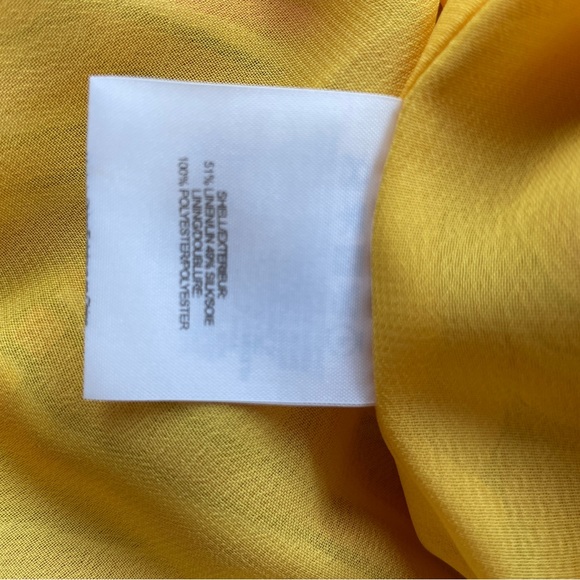 SHELL/EXTERIEUR:
51% LINEN/LIN 49% SILK/SOIE
LINING/DOUBLURE:
100% POLYESTER/POLYESTER